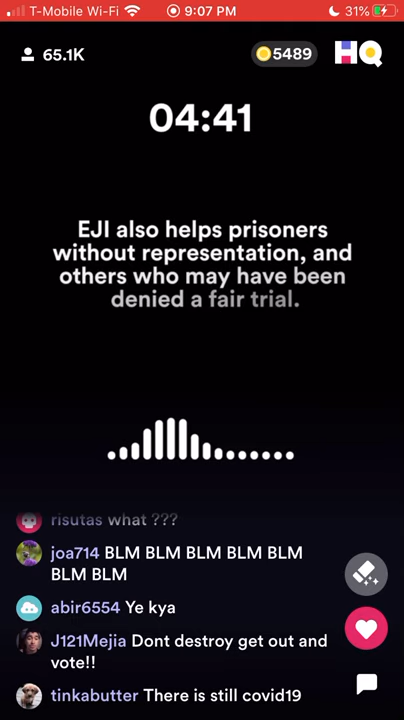 T-Mobile Wi-Fi 9:07 PM 31%
65.1K 5489 HQ
04:41
EJI also helps prisoners
without representation, and
others who may have been
denied a fair trial.
risutas what ???
joa714 BLM BLM BLM BLM BLM
BLM BLM
abir6554 Ye kya
J121Mejia Dont destroy get out and
vote!!
tinkabutter There is still covid19